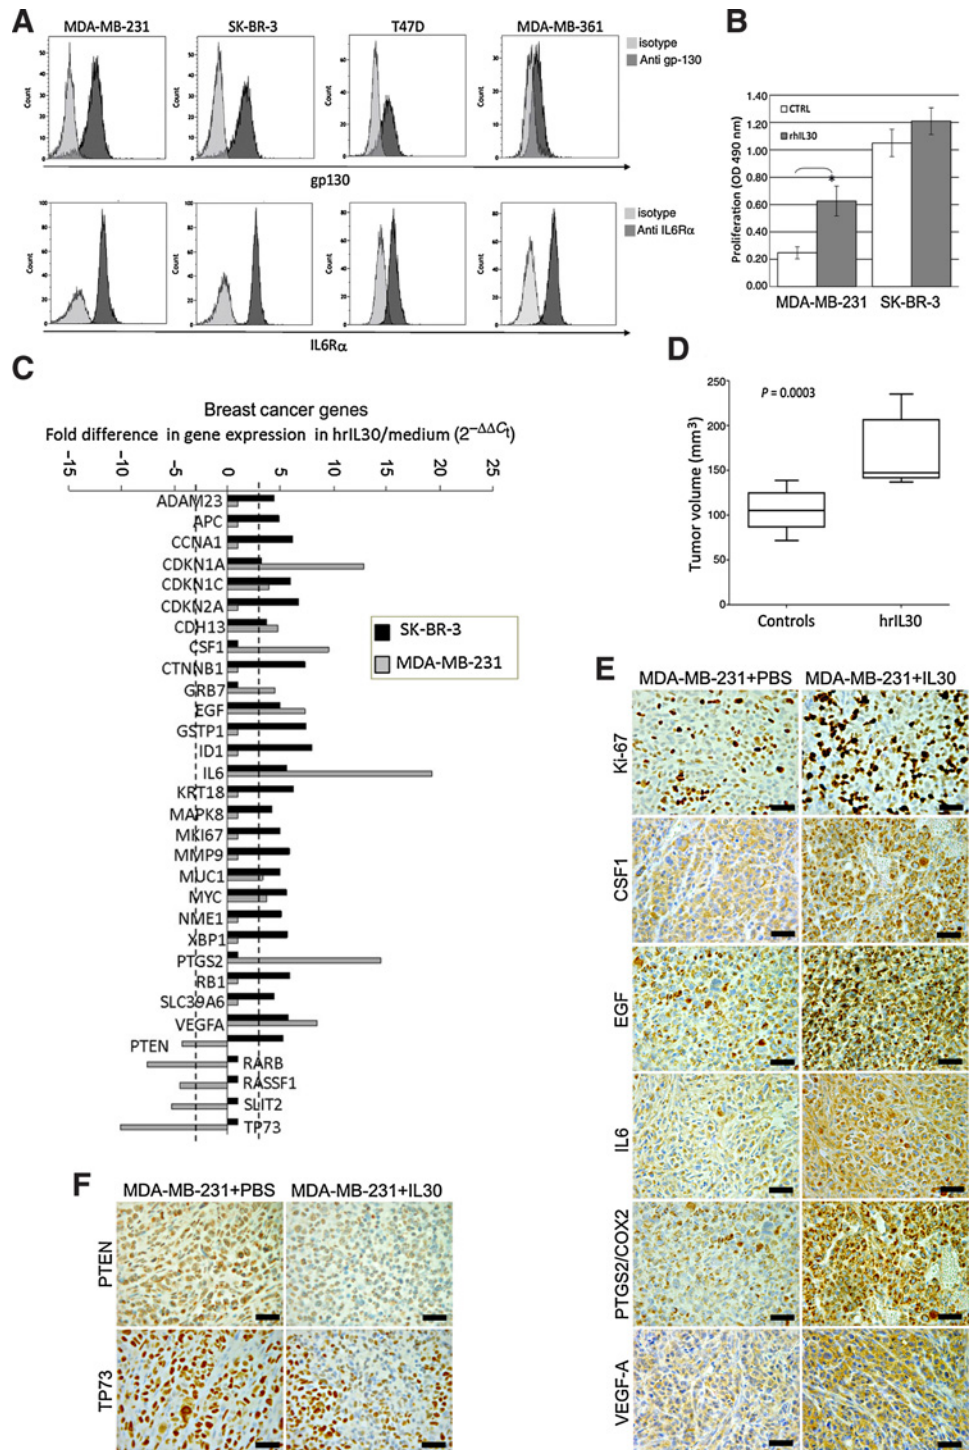 A
MDA-MB-231 SK-BR-3 T47D MDA-MB-361
Count Count Count Count
isotype
Anti gp-130
gp130
Count Count Count Count
isotype
Anti IL6Rα
IL6Rα
B
Proliferation (OD 490 nm)
1.40
1.20
1.00
0.80
0.60
0.40
0.20
0.00
CTRL
rhIL30
*
MDA-MB-231 SK-BR-3
C
Breast cancer genes
Fold difference in gene expression in hrIL30/medium (2^−ΔΔCt)
−15 −10 −5 0 5 10 15 20 25
ADAM23
APC
CCNA1
CDKN1A
CDKN1C
CDKN2A
CDH13
CSF1
CTNNB1
GRB7
EGF
GSTP1
ID1
IL6
KRT18
MAPK8
MKI67
MMP9
MUC1
MYC
NME1
XBP1
PTGS2
RB1
SLC39A6
VEGFA
PTEN
RARB
RASSF1
SLIT2
TP73
SK-BR-3
MDA-MB-231
D
Tumor volume (mm³)
250
200
150
100
50
0
P = 0.0003
Controls hrIL30
E
MDA-MB-231+PBS MDA-MB-231+IL30
Ki-67
CSF1
EGF
IL6
PTGS2/COX2
VEGF-A
F
MDA-MB-231+PBS MDA-MB-231+IL30
PTEN
TP73